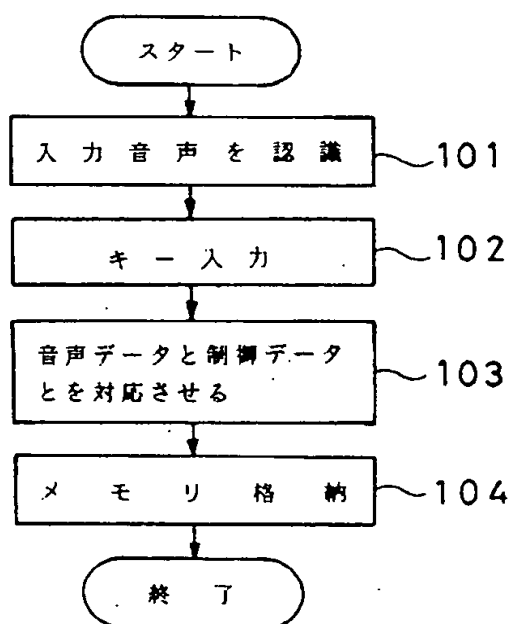 スタート
入力音声を認識 101
キー入力 102
音声データと制御データ
とを対応させる 103
メモリ格納 104
終了